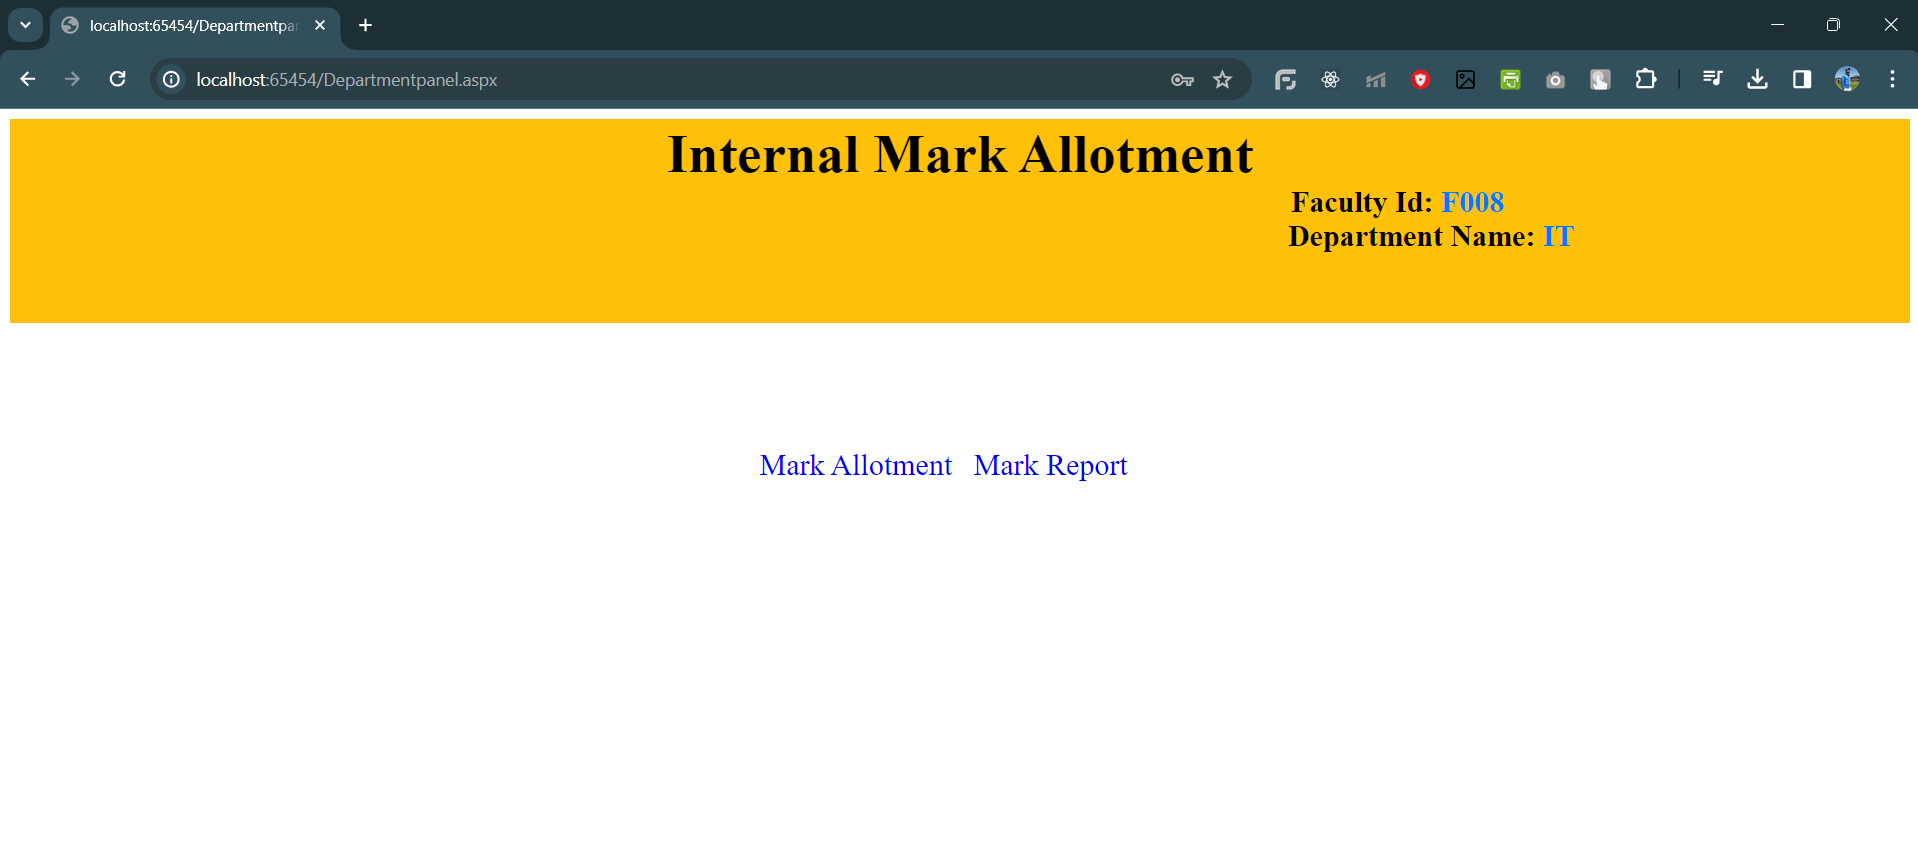 localhost:65454/Departmentpa
localhost:65454/Departmentpanel.aspx
Internal Mark Allotment
Faculty Id: F008
Department Name: IT
Mark Allotment Mark Report